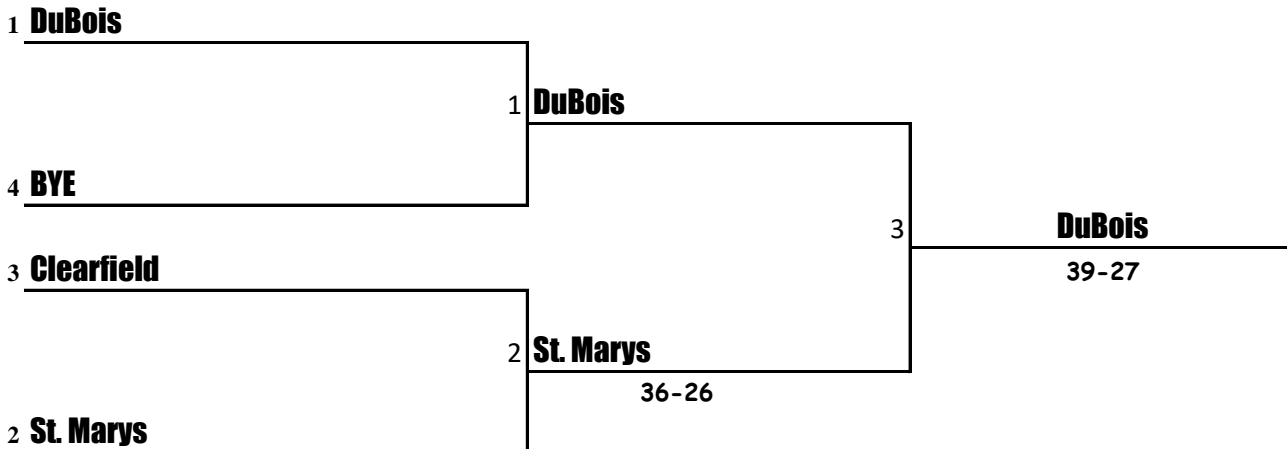 1 DuBois
1 DuBois
4 BYE
3 DuBois
3 Clearfield
39-27
2 St. Marys
36-26
2 St. Marys